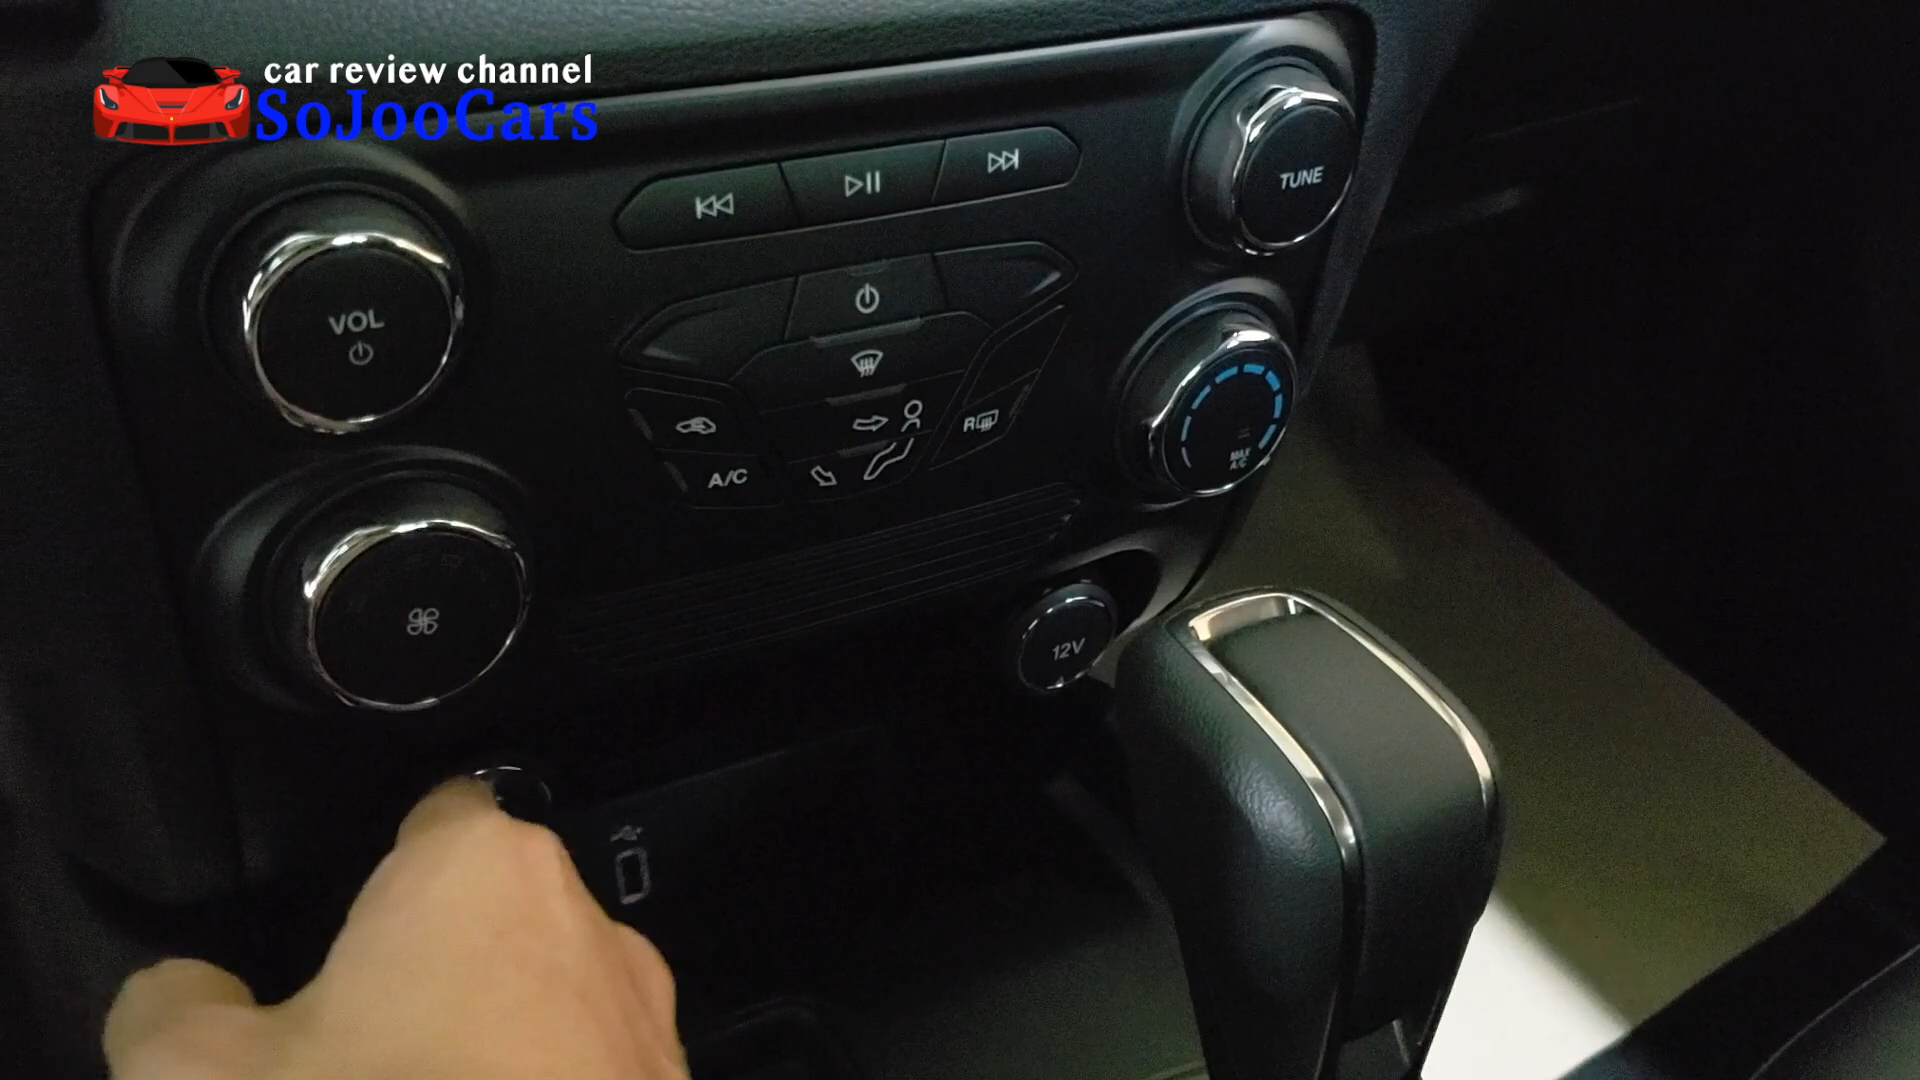 car review channel
SoJooCars
TUNE
VOL
R
A/C
MAX
A/C
12V